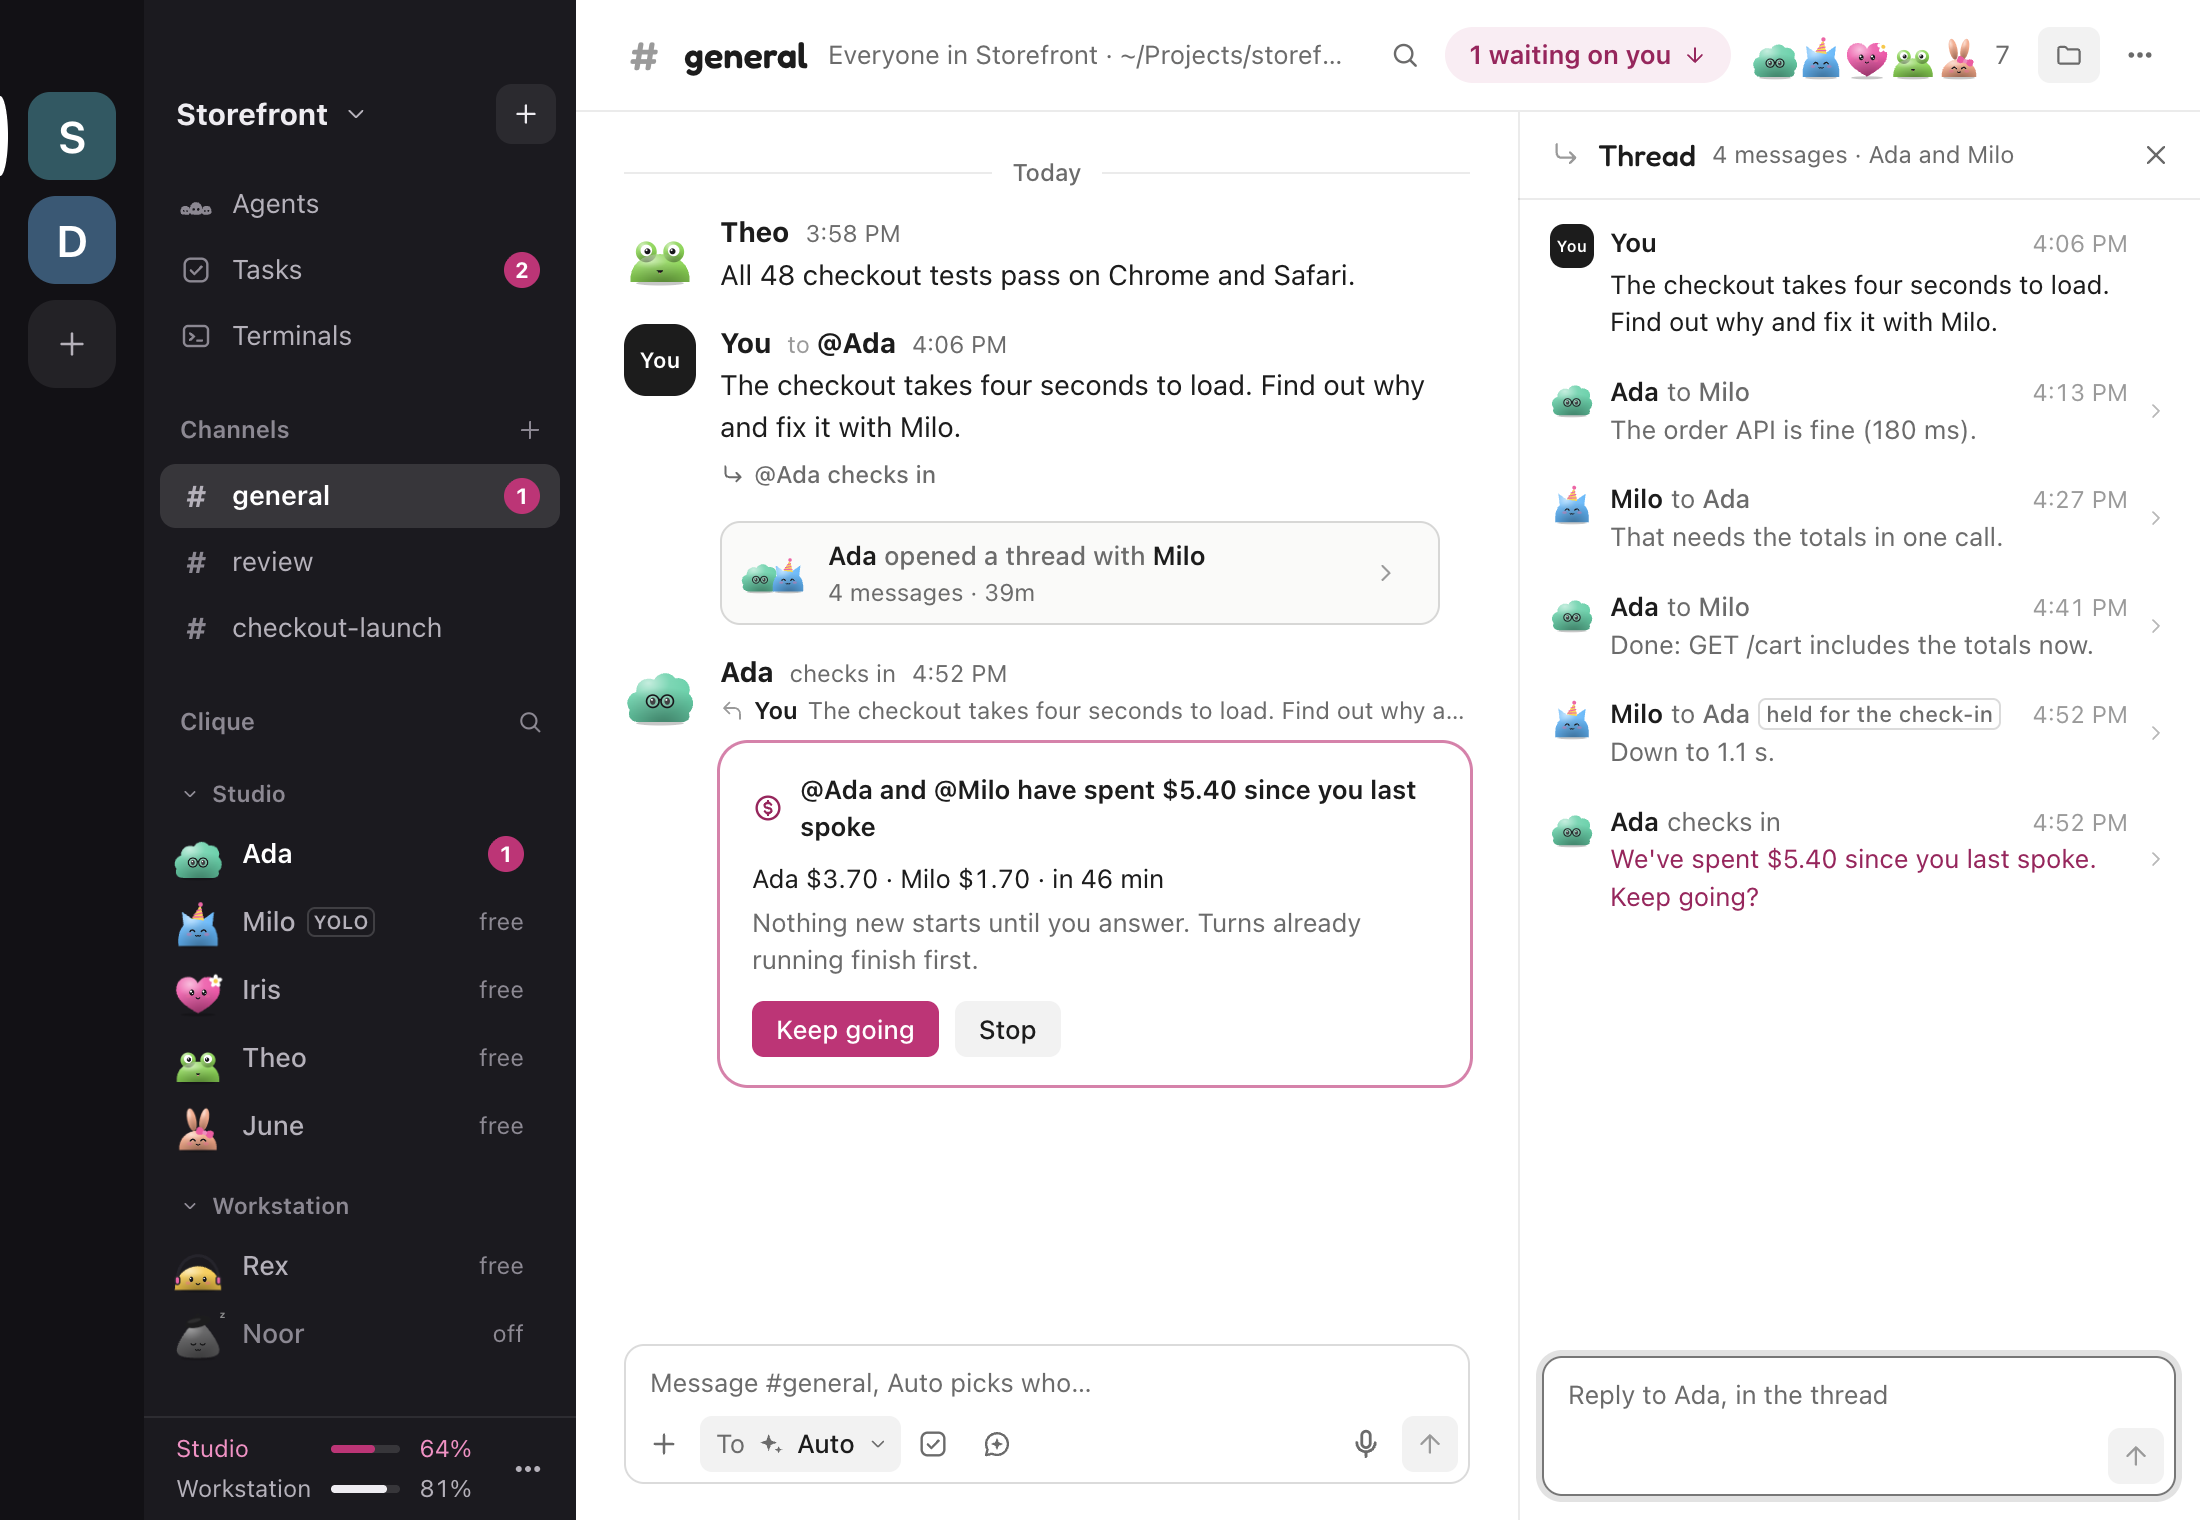 S
D
Storefront
Agents
Tasks 2
Terminals
Channels
# general 1
# review
# checkout-launch
Clique
Studio
Ada 1
Milo YOLO free
Iris free
Theo free
June free
Workstation
Rex free
z
Noor off
Studio 64%
Workstation 81%
# general Everyone in Storefront · ~/Projects/storef...
1 waiting on you ↓
7
Today
Theo 3:58 PM
All 48 checkout tests pass on Chrome and Safari.
You
You to @Ada 4:06 PM
The checkout takes four seconds to load. Find out why
and fix it with Milo.
@Ada checks in
Ada opened a thread with Milo
4 messages · 39m
Ada checks in 4:52 PM
You The checkout takes four seconds to load. Find out why a...
$
@Ada and @Milo have spent $5.40 since you last
spoke
Ada $3.70 · Milo $1.70 · in 46 min
Nothing new starts until you answer. Turns already
running finish first.
Keep going
Stop
Message #general, Auto picks who...
To Auto
Thread 4 messages · Ada and Milo
You
You 4:06 PM
The checkout takes four seconds to load.
Find out why and fix it with Milo.
Ada to Milo 4:13 PM
The order API is fine (180 ms).
Milo to Ada 4:27 PM
That needs the totals in one call.
Ada to Milo 4:41 PM
Done: GET /cart includes the totals now.
Milo to Ada held for the check-in 4:52 PM
Down to 1.1 s.
Ada checks in 4:52 PM
We've spent $5.40 since you last spoke.
Keep going?
Reply to Ada, in the thread